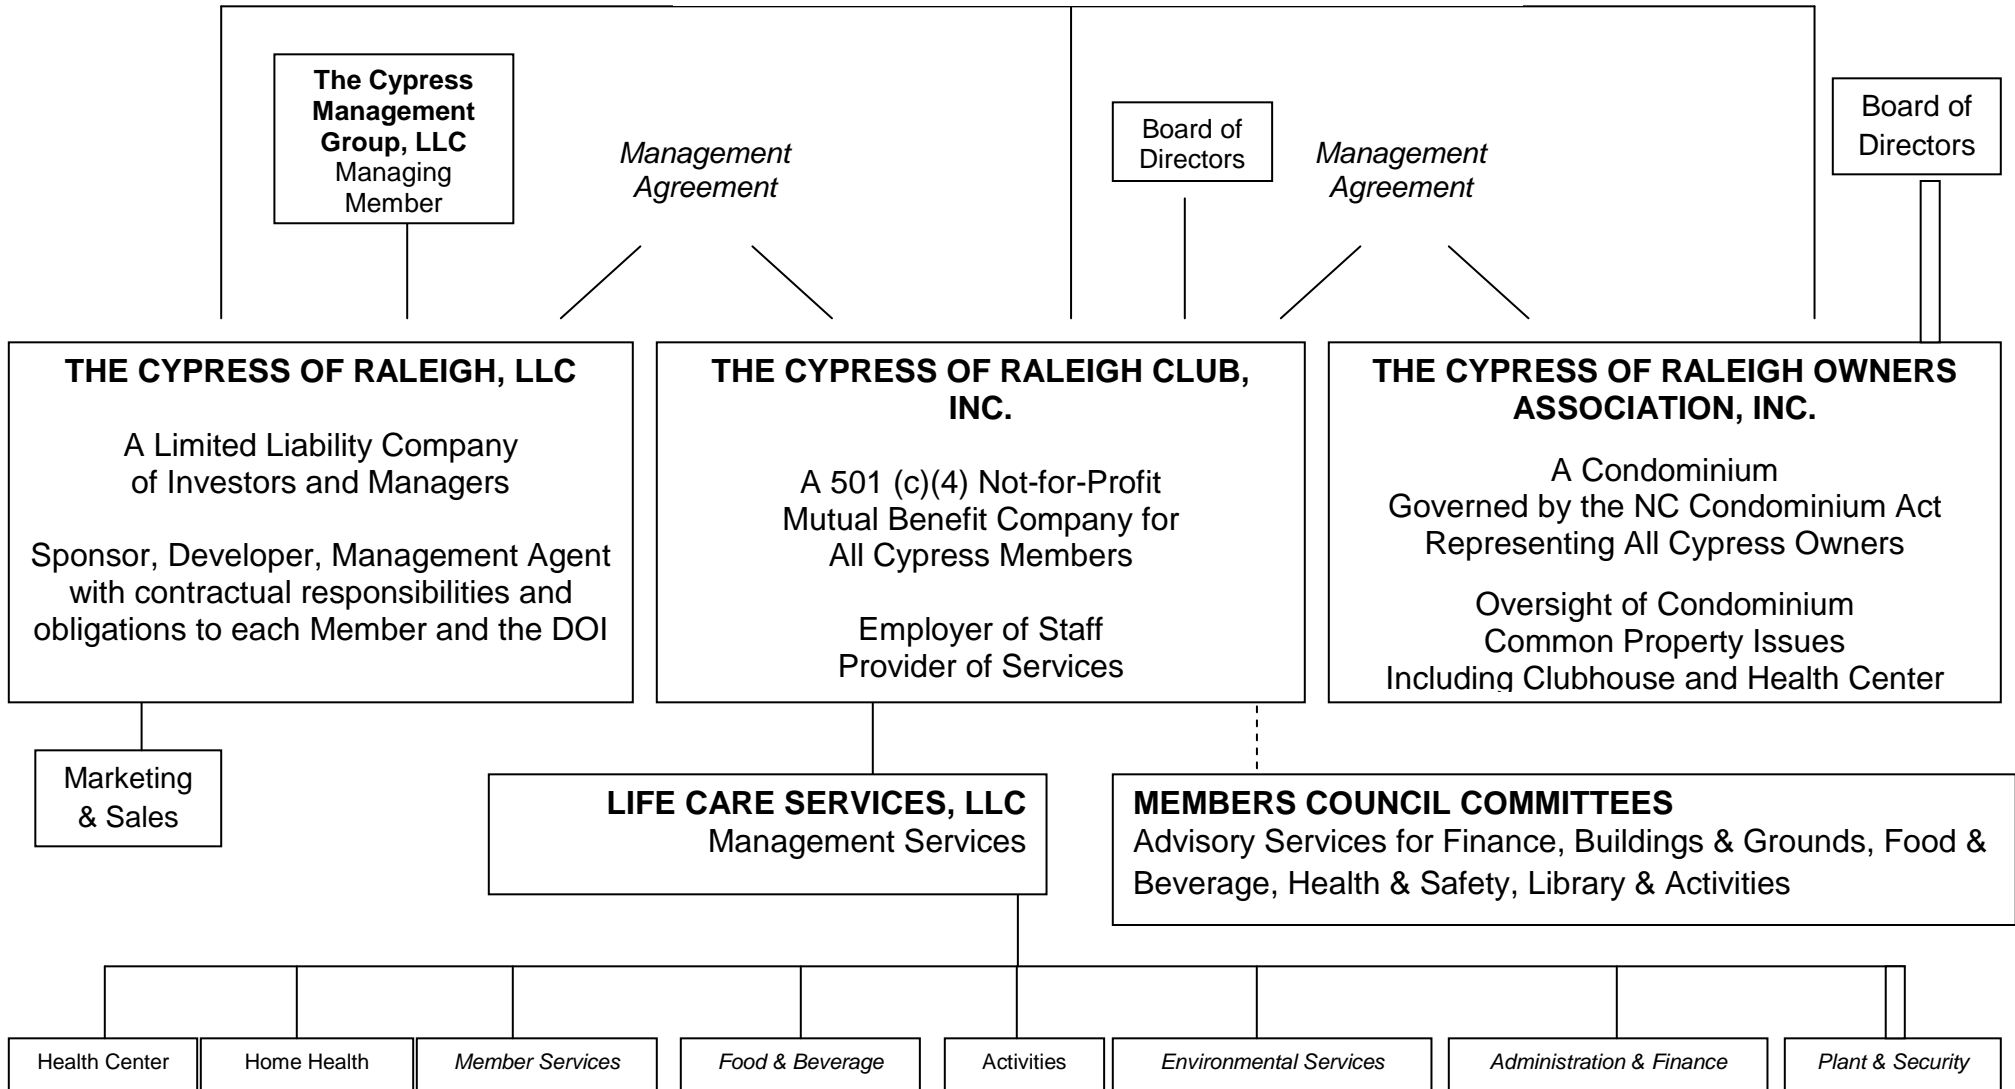 The Cypress
Management
Group, LLC
Managing
Member
Management
Agreement
Board of
Directors
Management
Agreement
Board of
Directors
THE CYPRESS OF RALEIGH, LLC
A Limited Liability Company
of Investors and Managers
Sponsor, Developer, Management Agent
with contractual responsibilities and
obligations to each Member and the DOI
THE CYPRESS OF RALEIGH CLUB,
INC.
A 501 (c)(4) Not-for-Profit
Mutual Benefit Company for
All Cypress Members
Employer of Staff
Provider of Services
THE CYPRESS OF RALEIGH OWNERS
ASSOCIATION, INC.
A Condominium
Governed by the NC Condominium Act
Representing All Cypress Owners
Oversight of Condominium
Common Property Issues
Including Clubhouse and Health Center
Marketing
& Sales
LIFE CARE SERVICES, LLC
Management Services
MEMBERS COUNCIL COMMITTEES
Advisory Services for Finance, Buildings & Grounds, Food &
Beverage, Health & Safety, Library & Activities
Health Center
Home Health
Member Services
Food & Beverage
Activities
Environmental Services
Administration & Finance
Plant & Security